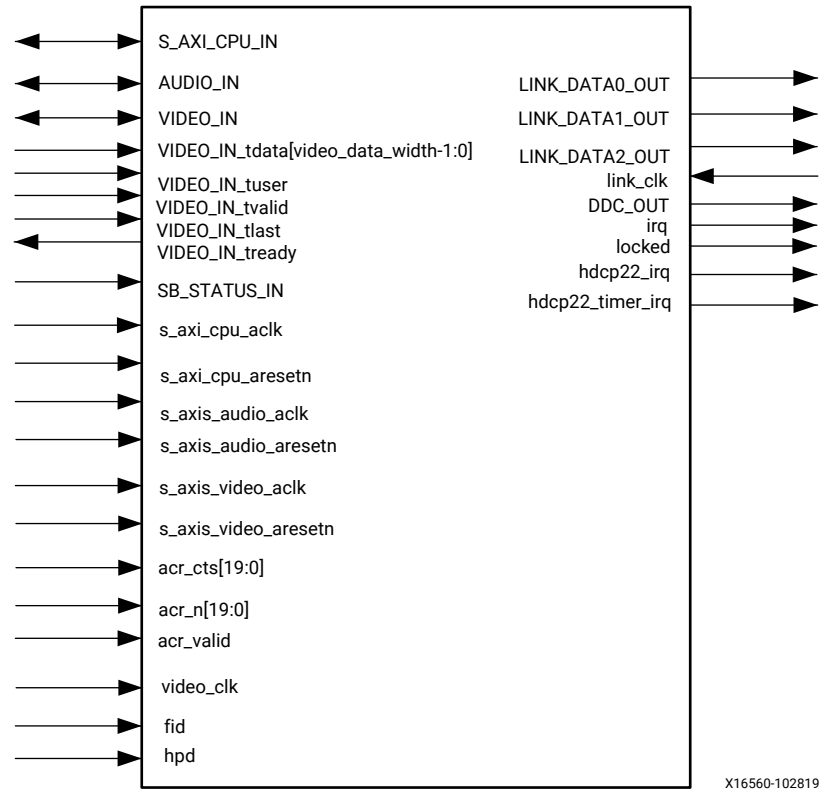 S_AXI_CPU_IN
AUDIO_IN
VIDEO_IN
VIDEO_IN_tdata[video_data_width-1:0]
VIDEO_IN_tuser
VIDEO_IN_tvalid
VIDEO_IN_tlast
VIDEO_IN_tready
SB_STATUS_IN
s_axi_cpu_aclk
s_axi_cpu_aresetn
s_axis_audio_aclk
s_axis_audio_aresetn
s_axis_video_aclk
s_axis_video_aresetn
acr_cts[19:0]
acr_n[19:0]
acr_valid
video_clk
fid
hpd
LINK_DATA0_OUT
LINK_DATA1_OUT
LINK_DATA2_OUT
link_clk
DDC_OUT
irq
locked
hdcp22_irq
hdcp22_timer_irq
X16560-102819